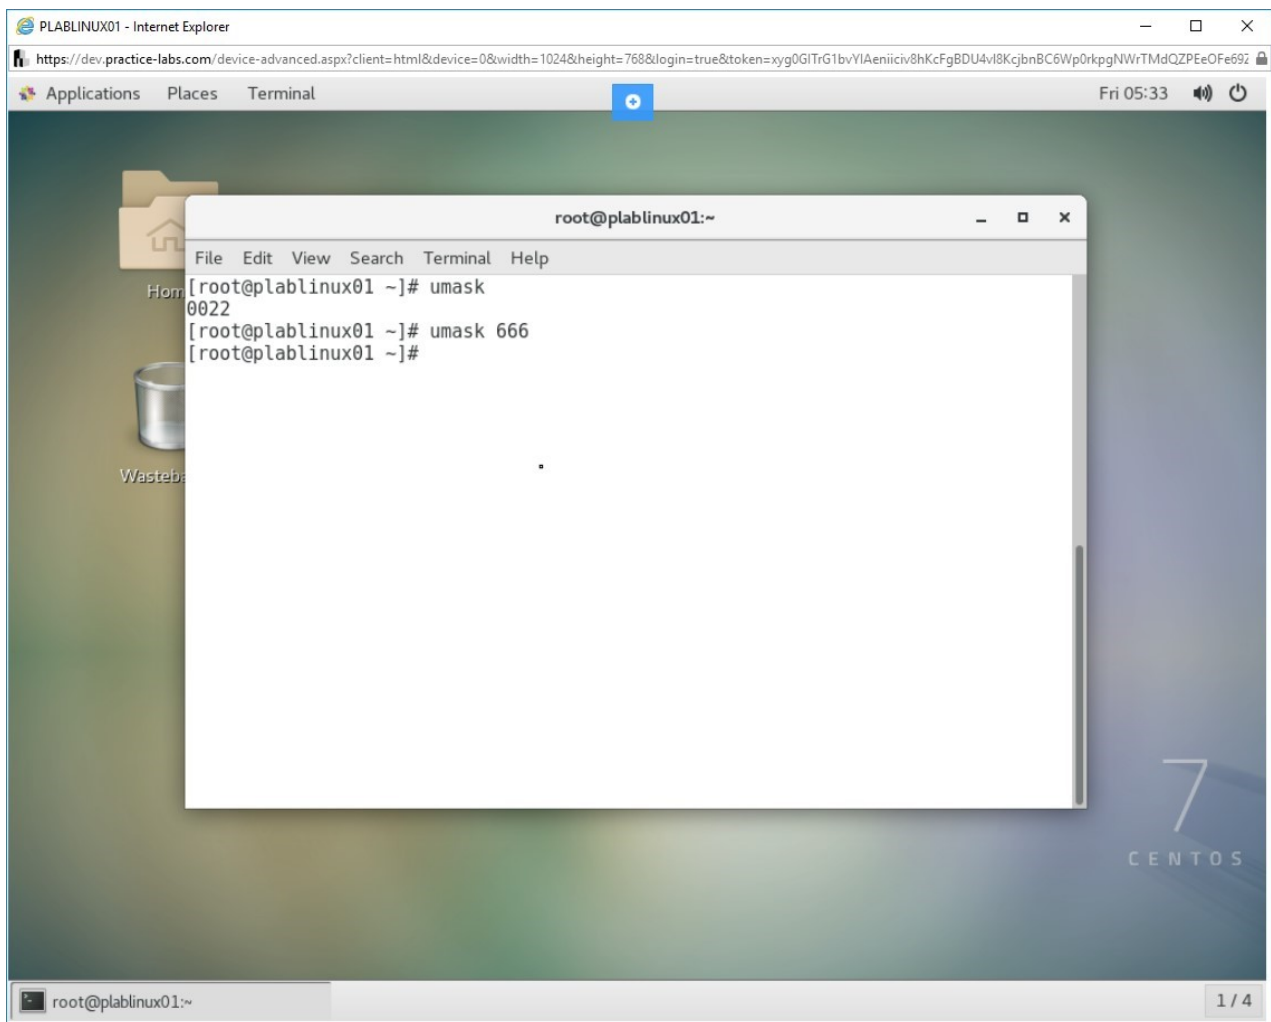 PLABLINUX01 - Internet Explorer
https://dev.practice-labs.com/device-advanced.aspx?client=html&device=0&width=1024&height=768&login=true&token=
Applications Places Terminal Fri 05:33
root@plablinux01:~
File Edit View Search Terminal Help
[root@plablinux01 ~]# umask
0022
[root@plablinux01 ~]# umask 666
[root@plablinux01 ~]#
7
CENTOS
root@plablinux01:~ 1 / 4